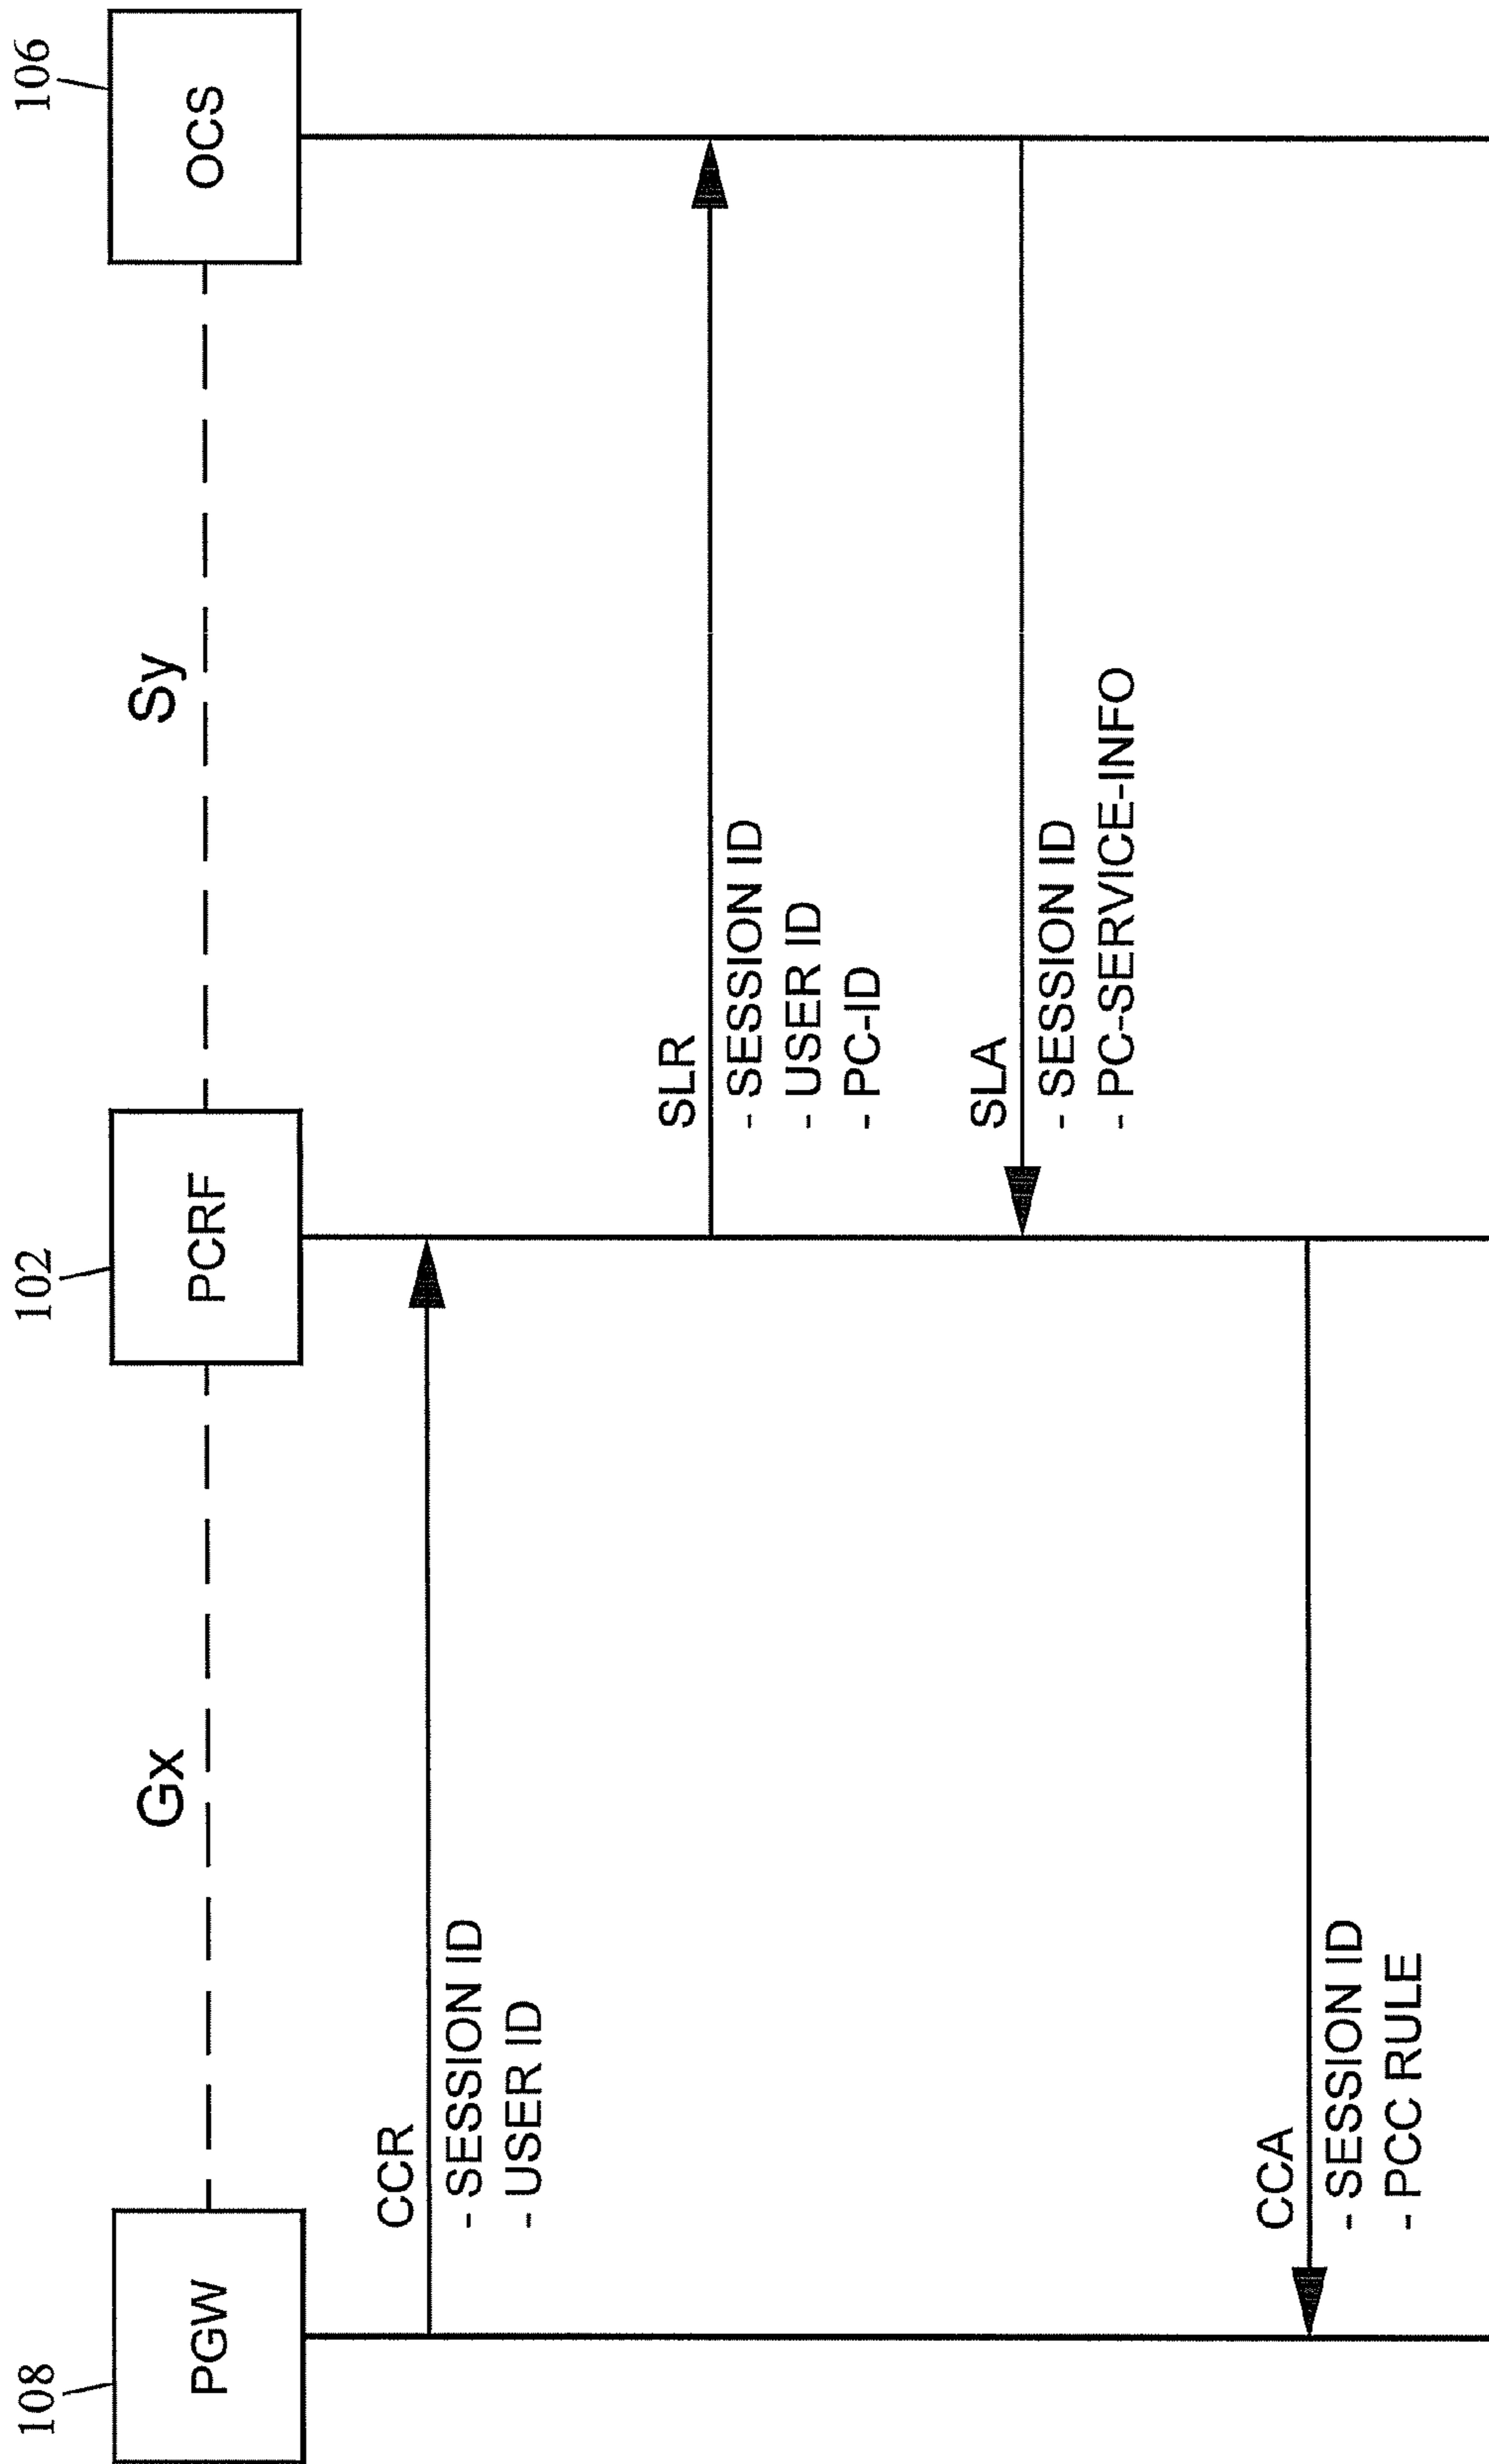 108
102
106
PGW
Gx
PCRF
Sy
OCS
CCR
- SESSION ID
- USER ID
SLR
- SESSION ID
- USER ID
- PC-ID
SLA
- SESSION ID
- PC-SERVICE-INFO
CCA
- SESSION ID
- PCC RULE